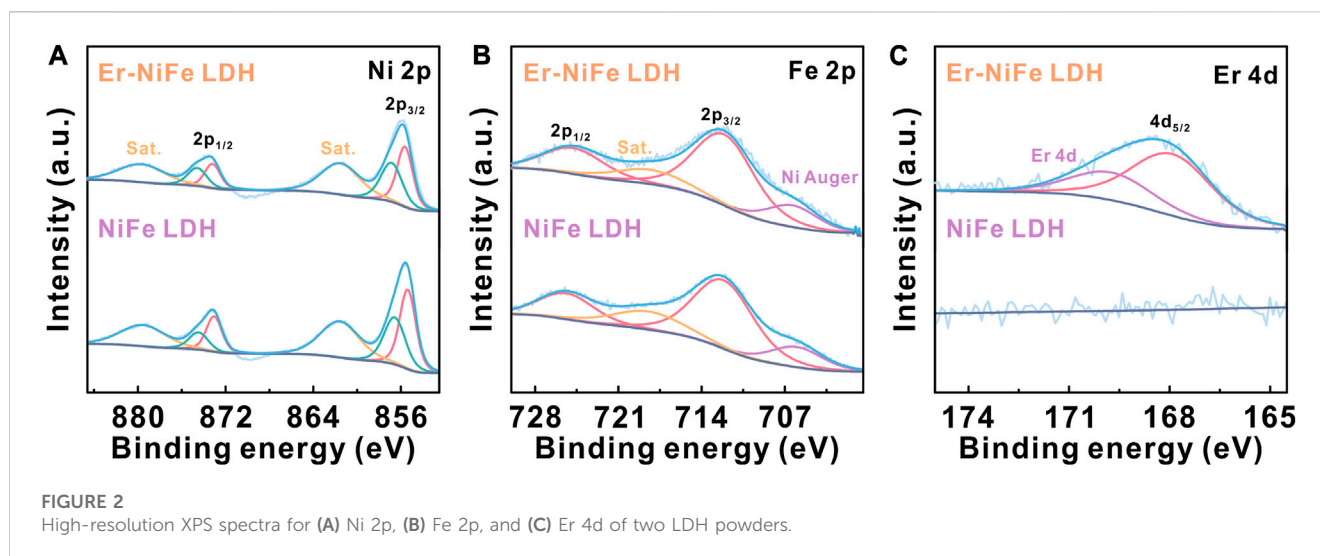 A
Er-NiFe LDH
Ni 2p
2p3/2
Sat.
2p1/2
Sat.
NiFe LDH
Intensity (a.u.)
880 872 864 856
Binding energy (eV)
B
Er-NiFe LDH
Fe 2p
2p3/2
2p1/2
Sat.
Ni Auger
NiFe LDH
Intensity (a.u.)
728 721 714 707
Binding energy (eV)
C
Er-NiFe LDH
Er 4d
4d5/2
Er 4d
NiFe LDH
Intensity (a.u.)
174 171 168 165
Binding energy (eV)
FIGURE 2
High-resolution XPS spectra for (A) Ni 2p, (B) Fe 2p, and (C) Er 4d of two LDH powders.